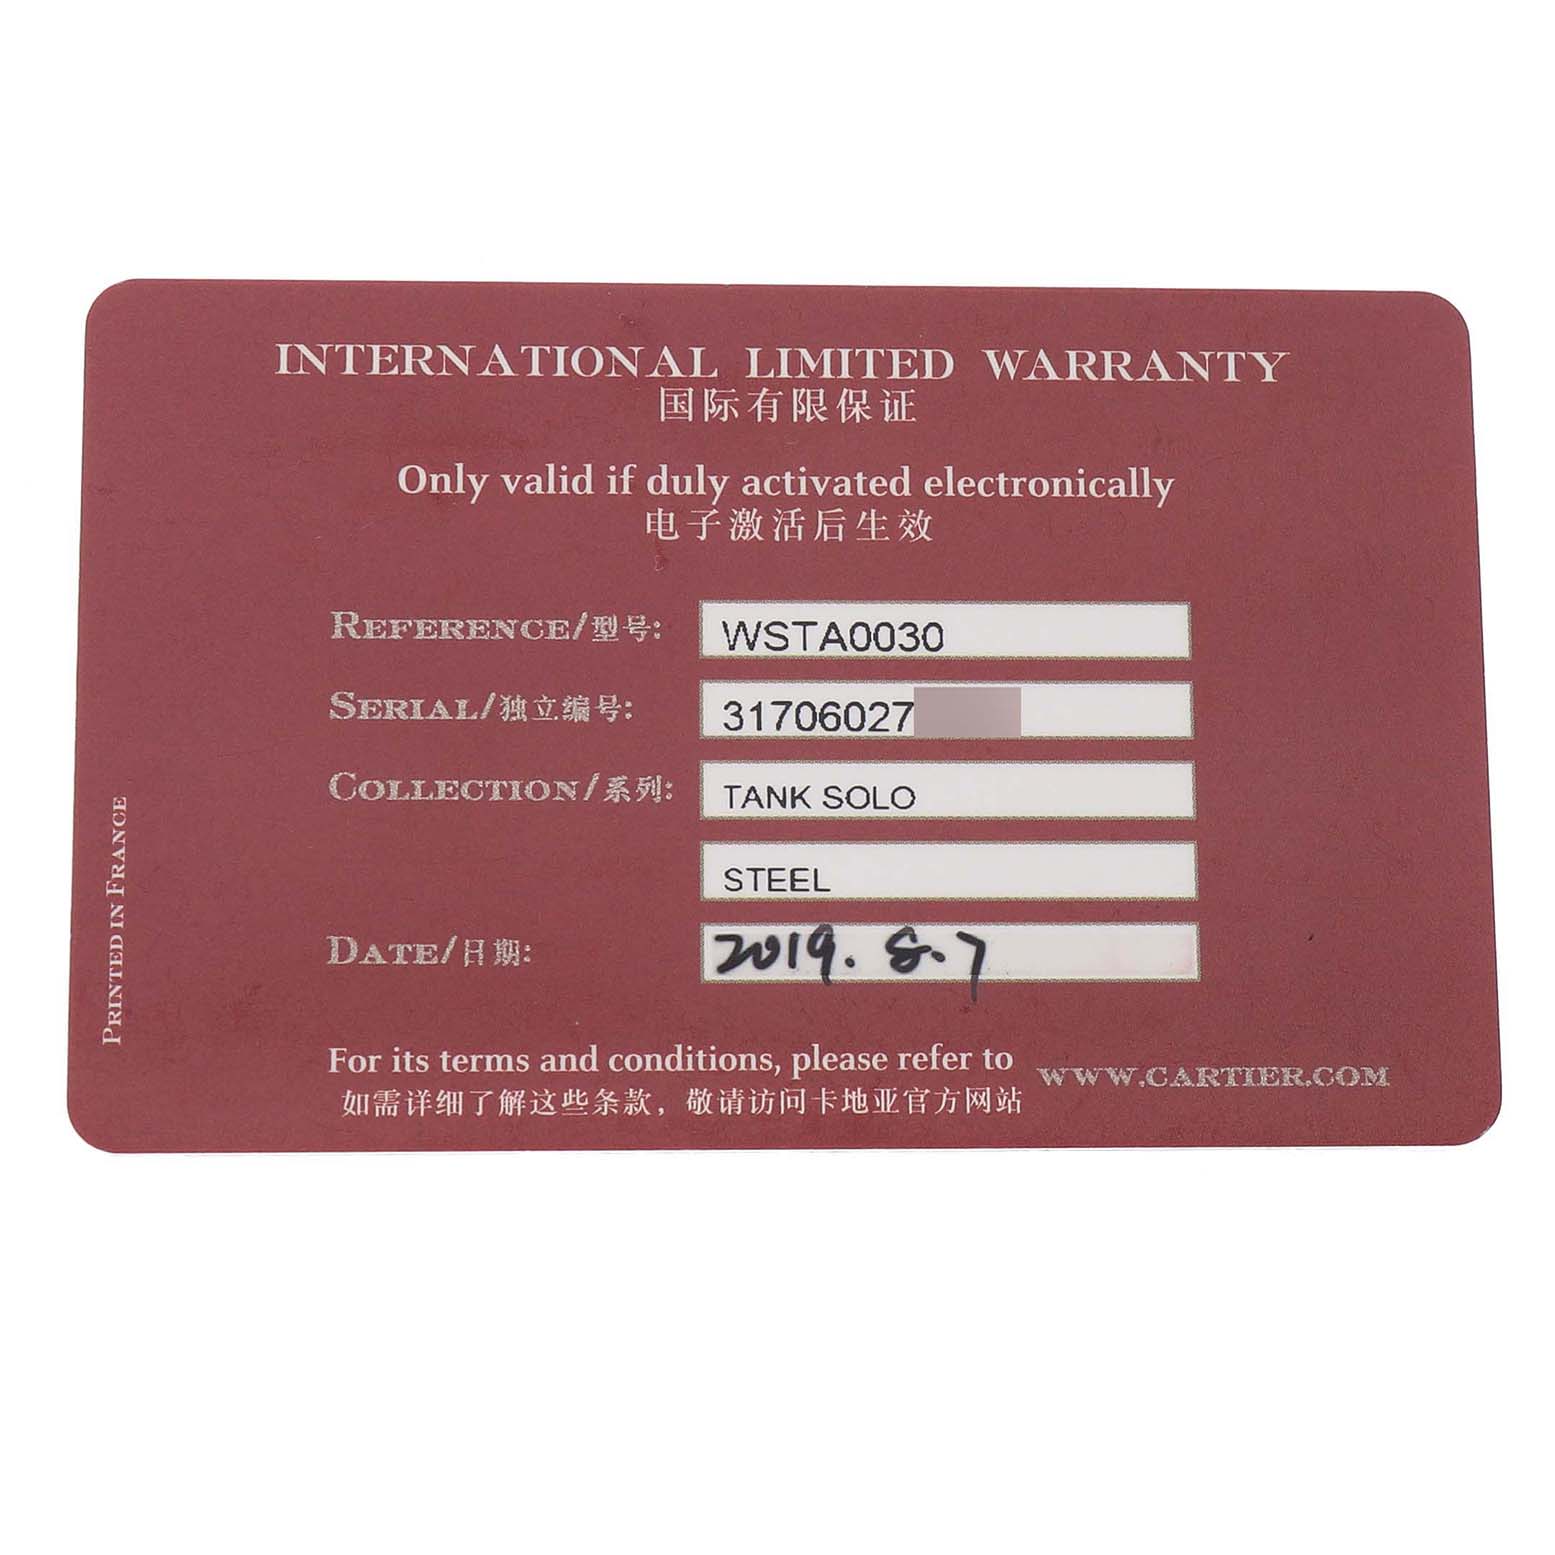 INTERNATIONAL LIMITED WARRANTY
国际有限保证
Only valid if duly activated electronically
电子激活后生效
REFERENCE/型号: WSTA0030
SERIAL/独立编号: 31706027
COLLECTION/系列: TANK SOLO
STEEL
DATE/日期: 2019. 8. 7
For its terms and conditions, please refer to WWW.CARTIER.COM
如需详细了解这些条款，敬请访问卡地亚官方网站
PRINTED IN FRANCE